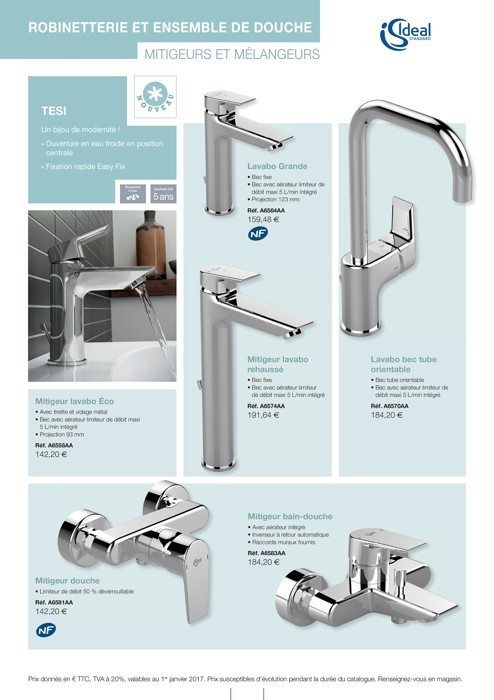 ROBINETTERIE ET ENSEMBLE DE DOUCHE
MITIGEURS ET MÉLANGEURS
Ideal
STANDARD
NOUVEAU
TESI
Un bijou de modernité !
• Ouverture en eau froide en position
centrale
• Fixation rapide Easy Fix
5 ans
Lavabo Grande
• Bec fixe
• Bec avec aérateur limiteur de
débit maxi 5 L/min intégré
• Projection 123 mm
Réf. A6564AA
159,48 €
NF
Mitigeur lavabo
rehaussé
• Bec fixe
• Bec avec aérateur limiteur
de débit maxi 5 L/min intégré
Réf. A6574AA
191,64 €
Lavabo bec tube
orientable
• Bec tube orientable
• Bec avec aérateur limiteur de
débit maxi 5 L/min intégré
Réf. A6570AA
184,20 €
Mitigeur lavabo Éco
• Avec tirette et vidage métal
• Bec avec aérateur limiteur de débit maxi
5 L/min intégré
• Projection 93 mm
Réf. A6558AA
142,20 €
Mitigeur bain-douche
• Avec aérateur intégré
• Inverseur à retour automatique
• Raccords muraux fournis
Réf. A6583AA
184,20 €
Mitigeur douche
• Limiteur de débit 50 % déverrouillable
Réf. A6581AA
142,20 €
NF
Prix donnés en € TTC, TVA à 20%, valables au 1er janvier 2017. Prix susceptibles d'évolution pendant la durée du catalogue. Renseignez-vous en magasin.